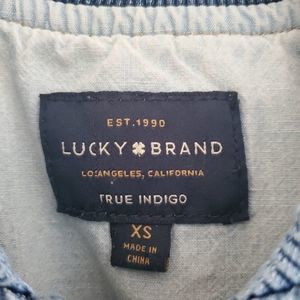 EST. 1990
LUCKY BRAND
LOS ANGELES, CALIFORNIA
TRUE INDIGO
XS
MADE IN
CHINA